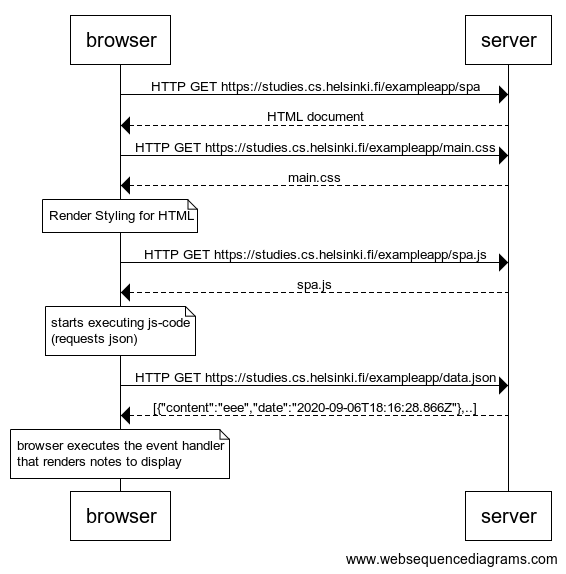 browser server
HTTP GET https://studies.cs.helsinki.fi/exampleapp/spa
HTML document
HTTP GET https://studies.cs.helsinki.fi/exampleapp/main.css
main.css
Render Styling for HTML
HTTP GET https://studies.cs.helsinki.fi/exampleapp/spa.js
spa.js
starts executing js-code
(requests json)
HTTP GET https://studies.cs.helsinki.fi/exampleapp/data.json
[{"content":"eee","date":"2020-09-06T18:16:28.866Z"},..]
browser executes the event handler
that renders notes to display
browser server
www.websequencediagrams.com